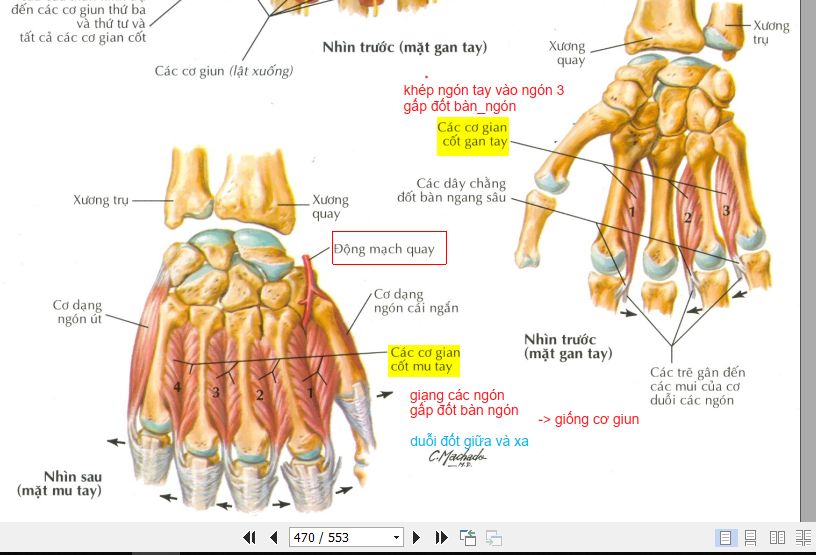 đến các cơ giun thứ ba
và thứ tư và
tất cả các cơ gian cốt
Các cơ giun (lật xuống)
Nhìn trước (mặt gan tay)
Xương
quay
Xương
trụ
khép ngón tay vào ngón 3
gấp đốt bàn_ngón
Các cơ gian
cốt gan tay
Các dây chằng
đốt bàn ngang sâu
1
2
3
Nhìn trước
(mặt gan tay)
Các trẽ gân đến
các mui của cơ
duỗi các ngón
Xương trụ
Xương
quay
Động mạch quay
Cơ dạng
ngón út
Cơ dạng
ngón cái ngắn
Các cơ gian
cốt mu tay
4
3
2
1
giạng các ngón
gấp đốt bàn ngón
-> giống cơ giun
duỗi đốt giữa và xa
C.Machado
M.D.
Nhìn sau
(mặt mu tay)
470 / 553